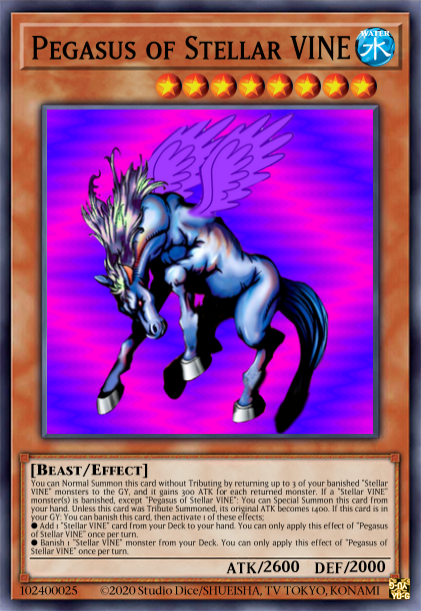 PEGASUS OF STELLAR VINE
WATER
水
[BEAST/EFFECT]
You can Normal Summon this card without Tributing by returning up to 3 of your banished "Stellar
VINE" monsters to the GY, and it gains 300 ATK for each returned monster. If a "Stellar VINE"
monster(s) is banished, except "Pegasus of Stellar VINE": You can Special Summon this card from
your hand. Unless this card was Tribute Summoned, its original ATK becomes 1400. If this card is in
your GY: You can banish this card, then activate 1 of these effects;
● Add 1 "Stellar VINE" card from your Deck to your hand. You can only apply this effect of "Pegasus
of Stellar VINE" once per turn.
● Banish 1 "Stellar VINE" monster from your Deck. You can only apply this effect of "Pegasus of
Stellar VINE" once per turn.
ATK/2600 DEF/2000
102400025 ©2020 Studio Dice/SHUEISHA, TV TOKYO, KONAMI